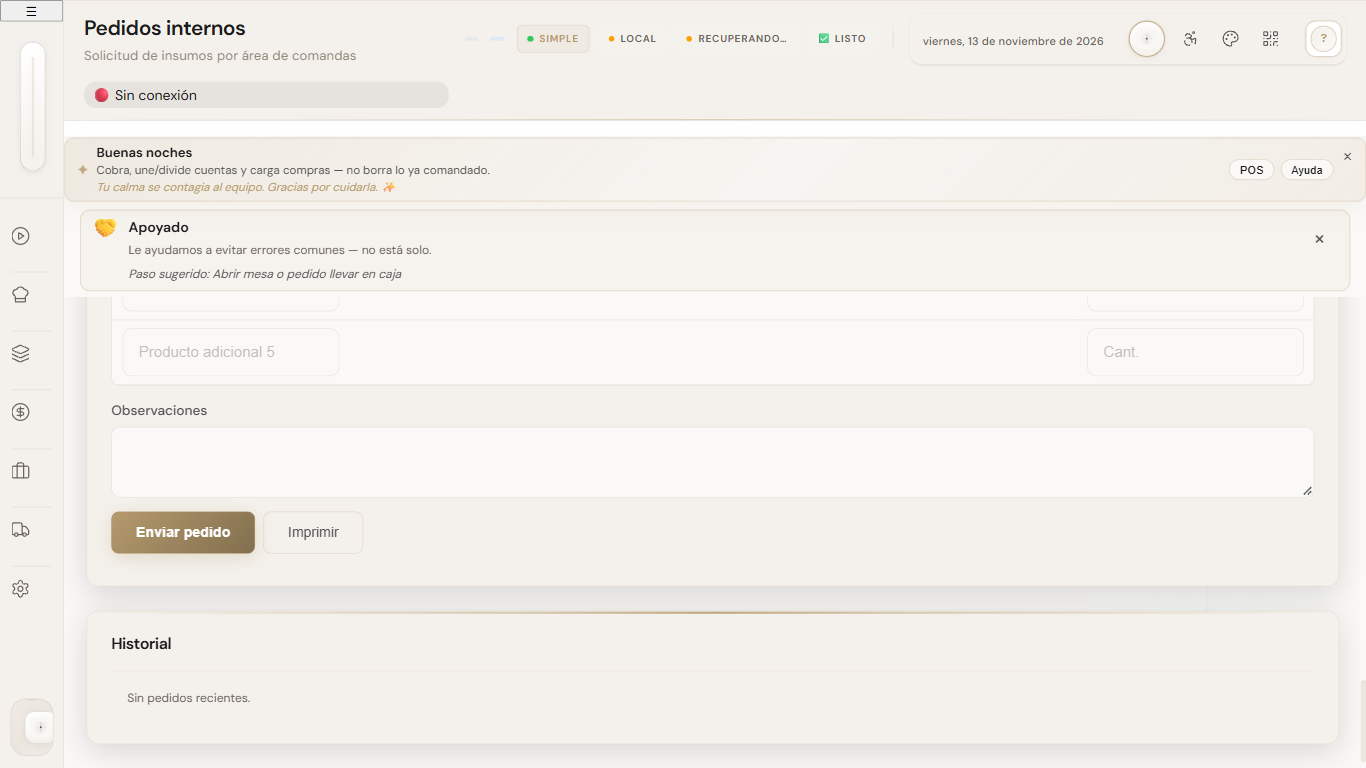 Pedidos internos
Solicitud de insumos por área de comandas
SIMPLE
LOCAL
RECUPERANDO...
✅ LISTO
viernes, 13 de noviembre de 2026
?
Sin conexión
Buenas noches
Cobra, une/divide cuentas y carga compras — no borra lo ya comandado.
Tu calma se contagia al equipo. Gracias por cuidarla. ✨
POS
Ayuda
Apoyado
Le ayudamos a evitar errores comunes — no está solo.
Paso sugerido: Abrir mesa o pedido llevar en caja
Producto adicional 5
Cant.
Observaciones
Enviar pedido
Imprimir
Historial
Sin pedidos recientes.